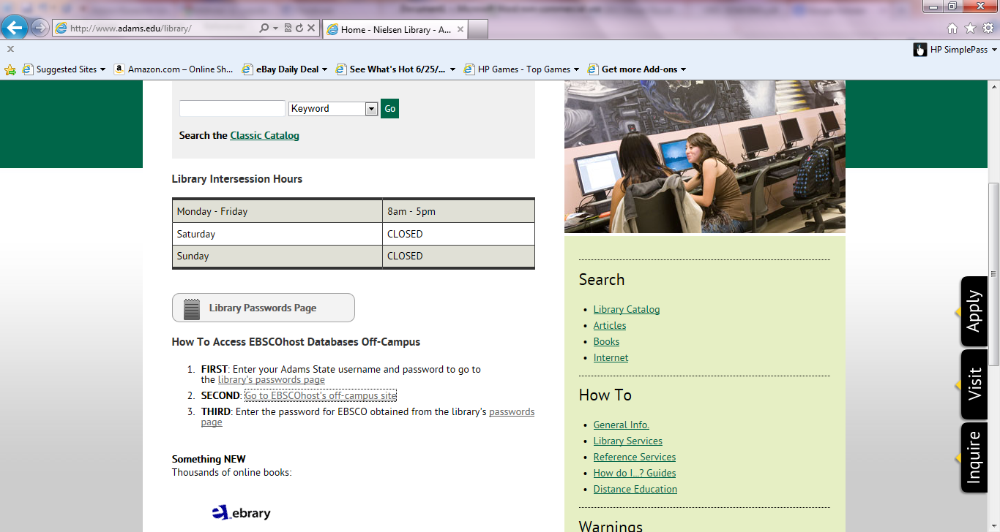 http://www.adams.edu/library/
Home - Nielsen Library - A...
HP SimplePass
Suggested Sites
Amazon.com – Online Sh...
eBay Daily Deal
See What's Hot 6/25/...
HP Games - Top Games
Get more Add-ons
Keyword
Go
Search the Classic Catalog
Library Intersession Hours
Monday - Friday 8am - 5pm
Saturday CLOSED
Sunday CLOSED
Library Passwords Page
How To Access EBSCOhost Databases Off-Campus
1. FIRST: Enter your Adams State username and password to go to
the library's passwords page
2. SECOND: Go to EBSCOhost's off-campus site
3. THIRD: Enter the password for EBSCO obtained from the library's passwords
page
Something NEW
Thousands of online books:
ebrary
Search
Library Catalog
Articles
Books
Internet
How To
General Info.
Library Services
Reference Services
How do I...? Guides
Distance Education
Warnings
Apply
Visit
Inquire